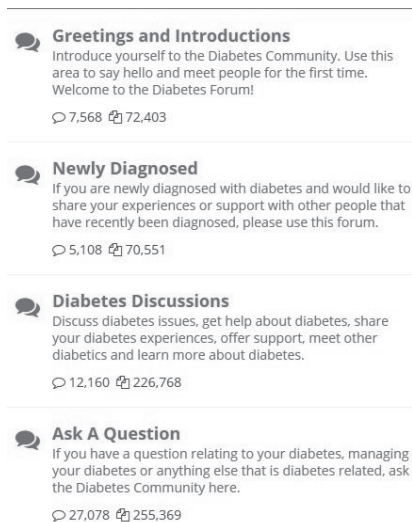 Greetings and Introductions
Introduce yourself to the Diabetes Community. Use this
area to say hello and meet people for the first time.
Welcome to the Diabetes Forum!
7,568 72,403
Newly Diagnosed
If you are newly diagnosed with diabetes and would like to
share your experiences or support with other people that
have recently been diagnosed, please use this forum.
5,108 70,551
Diabetes Discussions
Discuss diabetes issues, get help about diabetes, share
your diabetes experiences, offer support, meet other
diabetics and learn more about diabetes.
12,160 226,768
Ask A Question
If you have a question relating to your diabetes, managing
your diabetes or anything else that is diabetes related, ask
the Diabetes Community here.
27,078 255,369